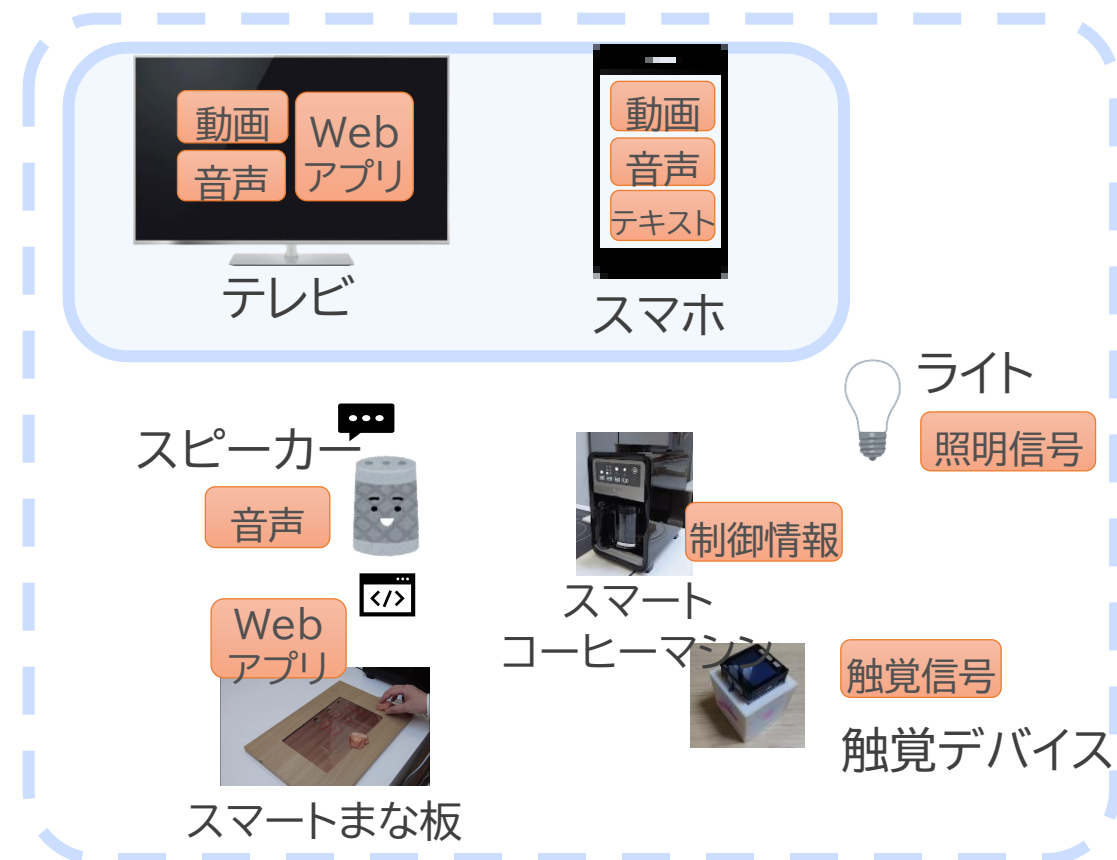 動画
音声
Web
アプリ
テレビ
動画
音声
テキスト
スマホ
ライト
照明信号
スピーカー
音声
制御情報
スマート
コーヒーマシン
</>
Web
アプリ
スマートまな板
触覚信号
触覚デバイス